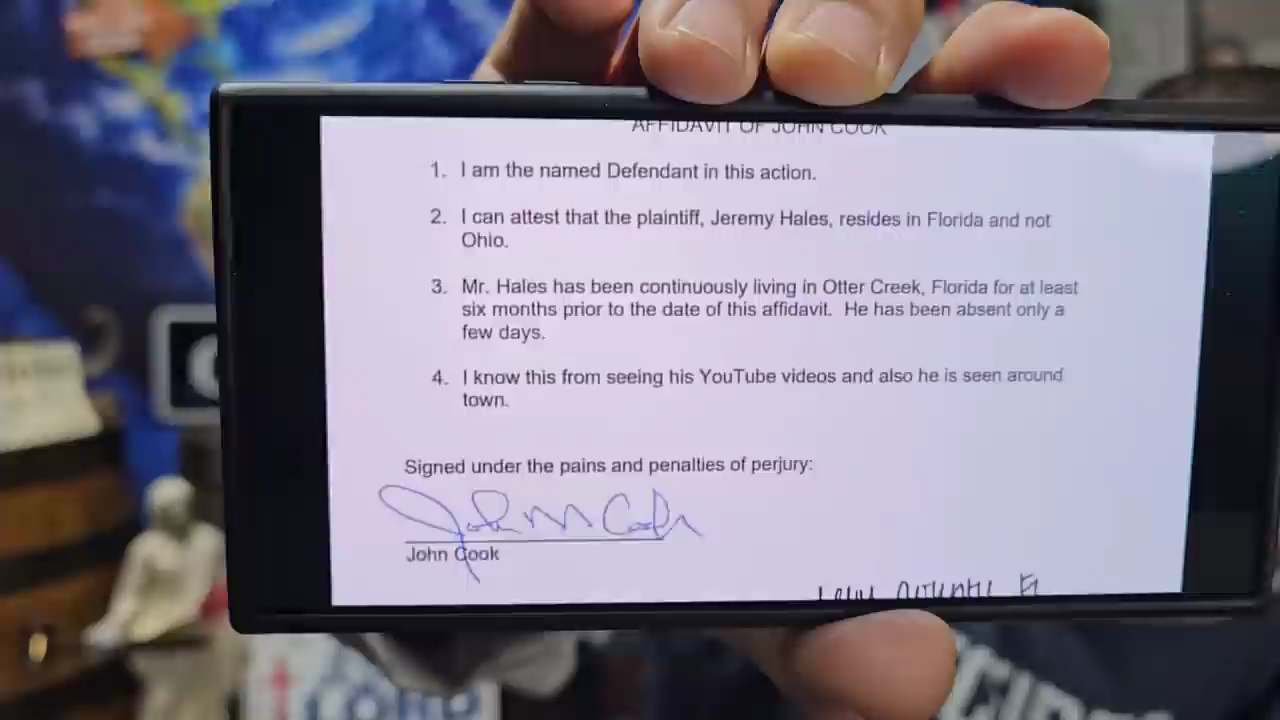 AFFIDAVIT OF JOHN COOK
1. I am the named Defendant in this action.
2. I can attest that the plaintiff, Jeremy Hales, resides in Florida and not
Ohio.
3. Mr. Hales has been continuously living in Otter Creek, Florida for at least
six months prior to the date of this affidavit. He has been absent only a
few days.
4. I know this from seeing his YouTube videos and also he is seen around
town.
Signed under the pains and penalties of perjury:
John M Cook
John Cook